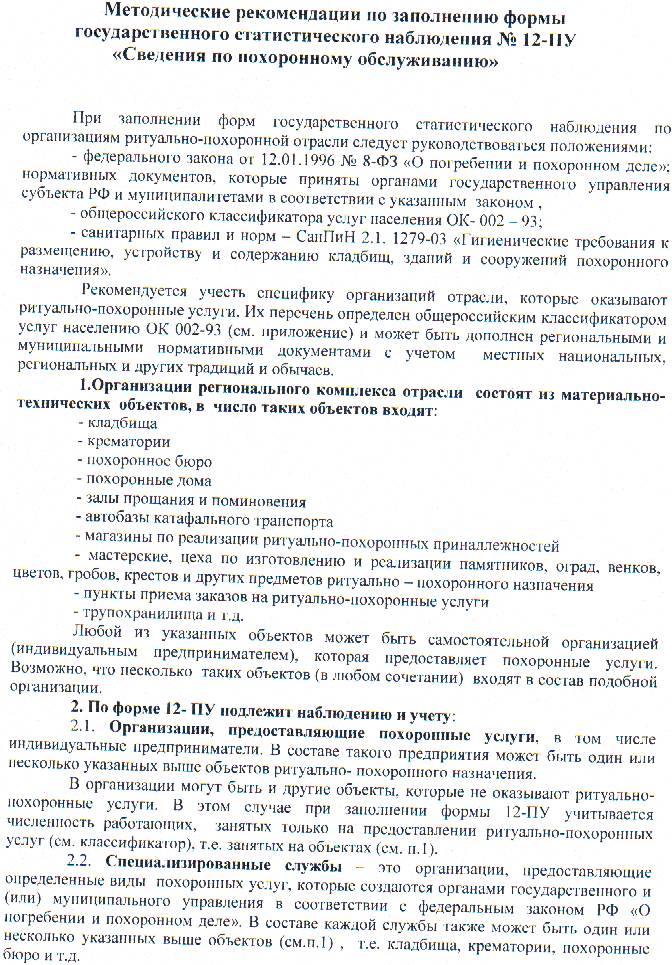 Методические рекомендации по заполнению формы
государственного статистического наблюдения № 12-ПУ
«Сведения по похоронному обслуживанию»
При заполнении форм государственного статистического наблюдения по
организациям ритуально-похоронной отрасли следует руководствоваться положениями:
- федерального закона от 12.01.1996 № 8-ФЗ «О погребении и похоронном деле»;
нормативных документов, которые приняты органами государственного управления
субъекта РФ и муниципалитетами в соответствии с указанным законом ,
- общероссийского классификатора услуг населения ОК- 002 – 93;
- санитарных правил и норм – СанПиН 2.1. 1279-03 «Гигиенические требования к
размещению, устройству и содержанию кладбищ, зданий и сооружений похоронного
назначения».
Рекомендуется учесть специфику организаций отрасли, которые оказывают
ритуально-похоронные услуги. Их перечень определен общероссийским классификатором
услуг населению ОК 002-93 (см. приложение) и может быть дополнен региональными и
муниципальными нормативными документами с учетом местных национальных,
региональных и других традиций и обычаев.
1.Организации регионального комплекса отрасли состоят из материально-
технических объектов, в число таких объектов входят:
- кладбища
- крематории
- похоронное бюро
- похоронные дома
- залы прощания и поминовения
- автобазы катафального транспорта
- магазины по реализации ритуально-похоронных принадлежностей
- мастерские, цеха по изготовлению и реализации памятников, оград, венков,
цветов, гробов, крестов и других предметов ритуально – похоронного назначения
- пункты приема заказов на ритуально-похоронные услуги
- трупохранилища и т.д.
Любой из указанных объектов может быть самостоятельной организацией
(индивидуальным предпринимателем), которая предоставляет похоронные услуги.
Возможно, что несколько таких объектов (в любом сочетании) входят в состав подобной
организации.
2. По форме 12- ПУ подлежит наблюдению и учету:
2.1. Организации, предоставляющие похоронные услуги, в том числе
индивидуальные предприниматели. В составе такого предприятия может быть один или
несколько указанных выше объектов ритуально- похоронного назначения.
В организации могут быть и другие объекты, которые не оказывают ритуально-
похоронные услуги. В этом случае при заполнении формы 12-ПУ учитывается
численность работающих, занятых только на предоставлении ритуально-похоронных
услуг (см. классификатор), т.е. занятых на объектах (см. п.1).
2.2. Специализированные службы – это организации, предоставляющие
определенные виды похоронных услуг, которые создаются органами государственного и
(или) муниципального управления в соответствии с федеральным законом РФ «О
погребении и похоронном деле». В составе каждой службы также может быть один или
несколько указанных выше объектов (см.п.1) , т.е. кладбища, крематории, похоронные
бюро и т.д.